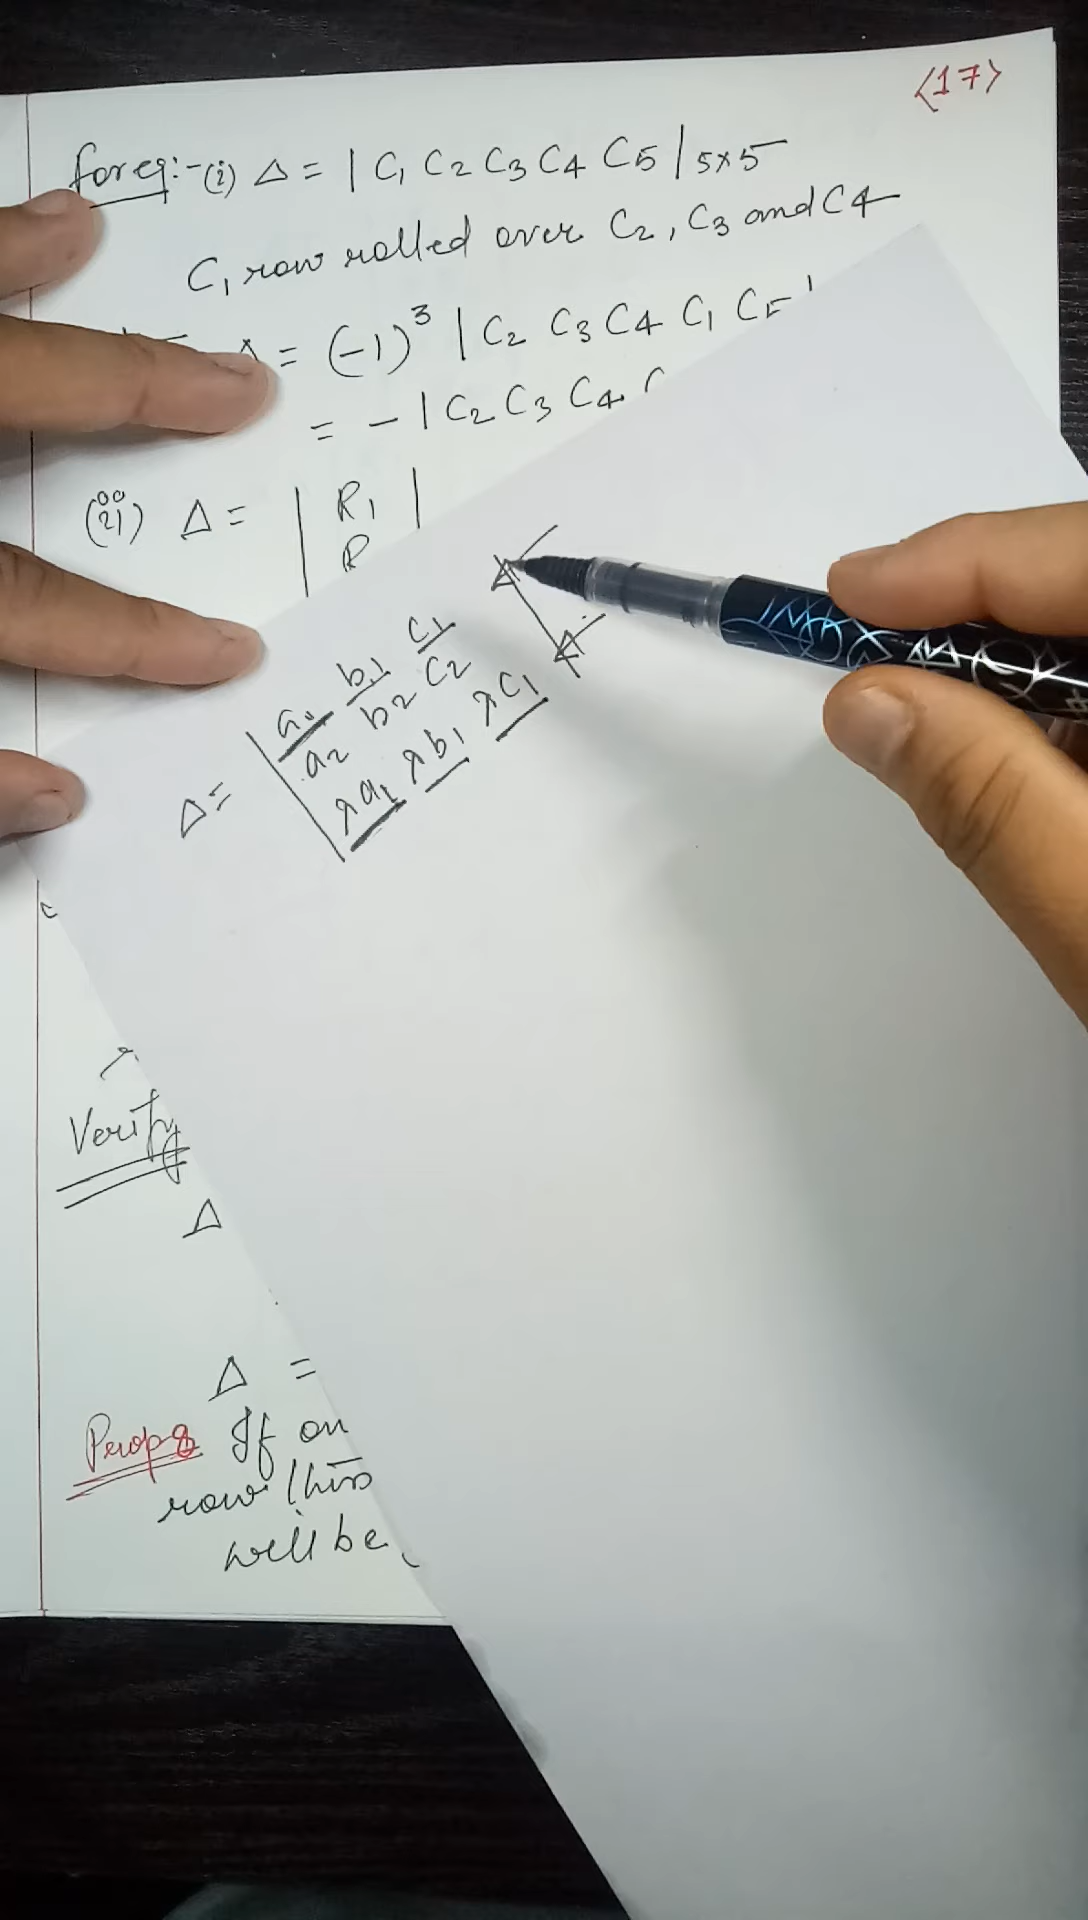 <17>
for eg:- (i) Δ = | C1 C2 C3 C4 C5 | 5×5
C1 row rolled over C2, C3 and C4
Δ = (-1)^3 | C2 C3 C4 C1 C5 |
= - | C2 C3 C4
(ii) Δ = | R1 |
R
Δ = | a1 b1 c1
a2 b2 c2
λa1 λb1 λc1
Verify
Δ
Δ =
Prop 8 If on
row this
will be